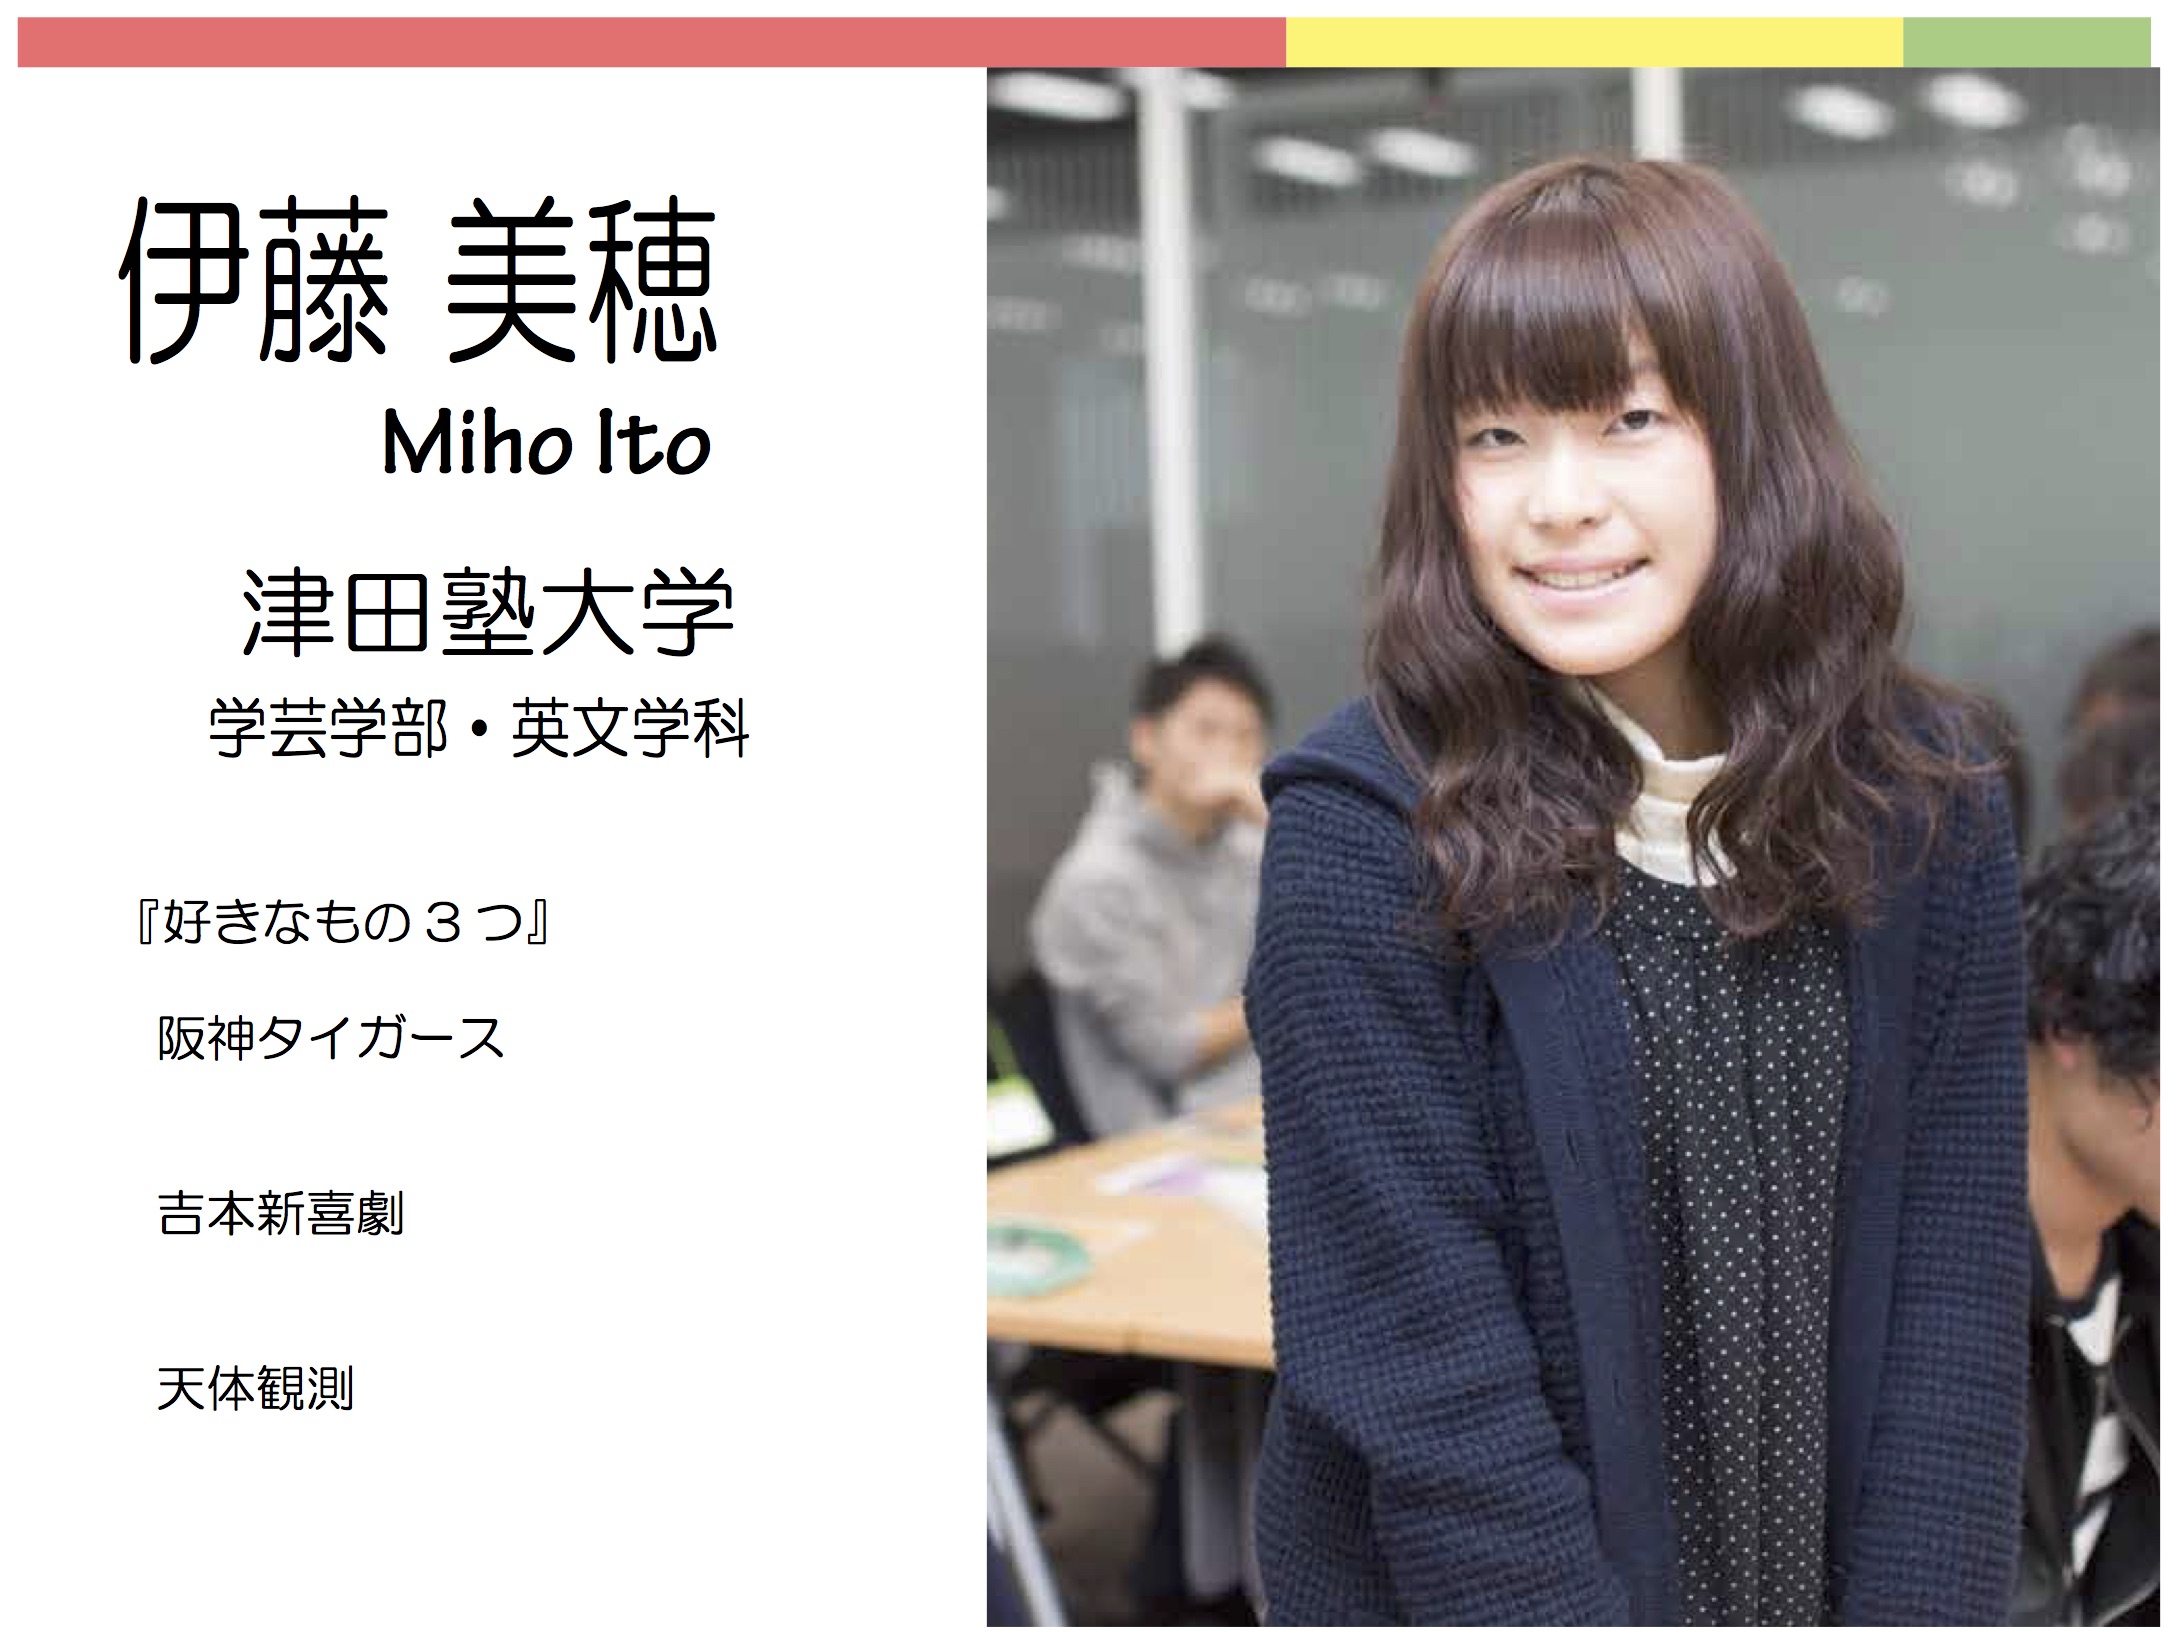 伊藤 美穂
Miho Ito
津田塾大学
学芸学部・英文学科
『好きなもの３つ』
阪神タイガース
吉本新喜劇
天体観測